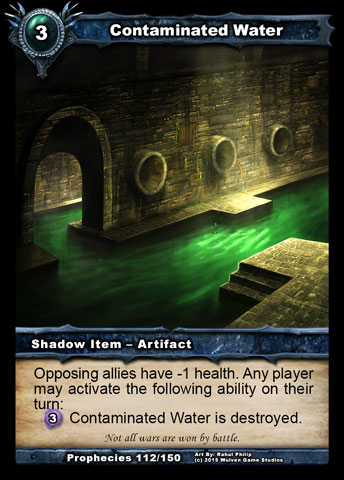 3
Contaminated Water
Shadow Item – Artifact
Opposing allies have -1 health. Any player
may activate the following ability on their
turn:
3 Contaminated Water is destroyed.
Not all wars are won by battle.
Prophecies 112/150
Art By: Rahul Philip
(c) 2015 Wulven Game Studios